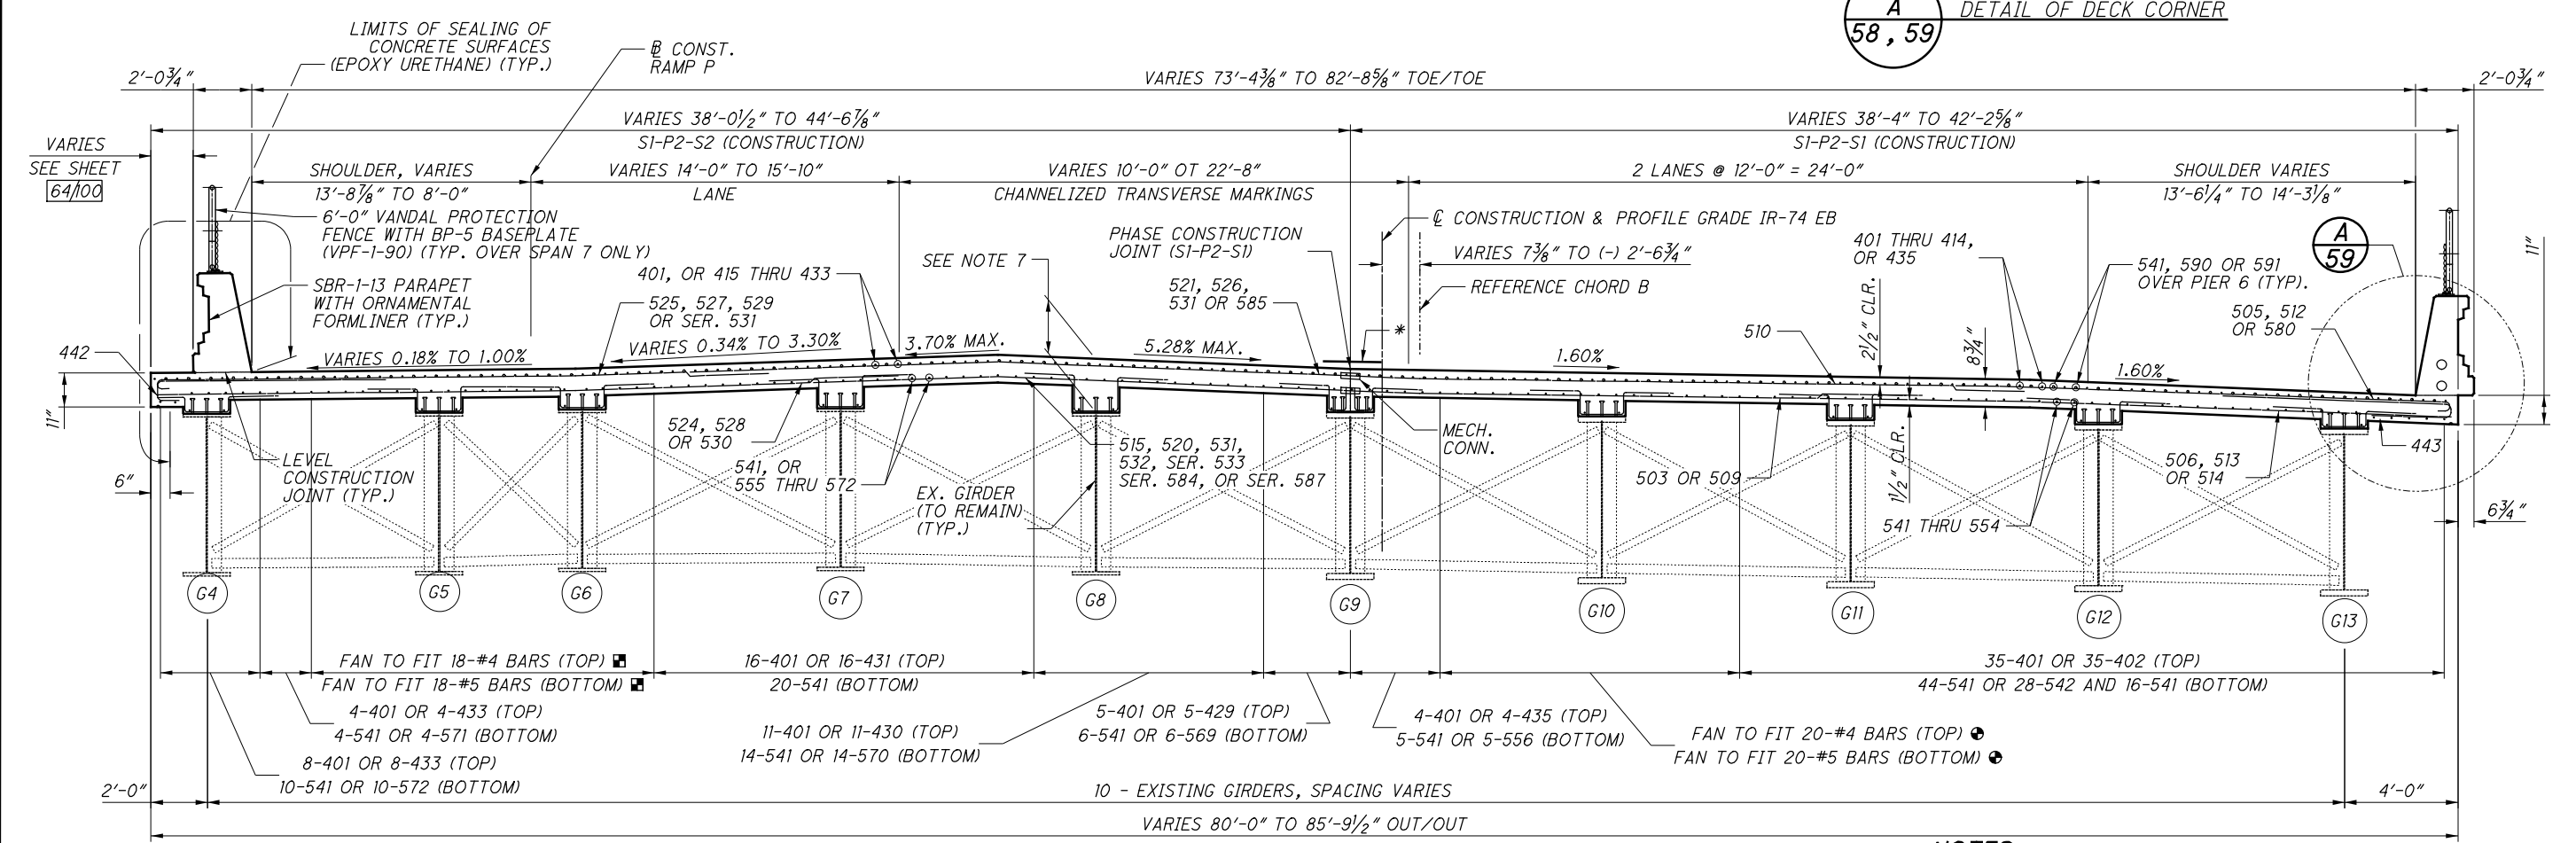 A
58 , 59
DETAIL OF DECK CORNER
LIMITS OF SEALING OF
CONCRETE SURFACES
(EPOXY URETHANE) (TYP.)
℄ CONST.
RAMP P
2'-0¾"
VARIES 73'-4⅜" TO 82'-8⅝" TOE/TOE
2'-0¾"
VARIES 38'-0½" TO 44'-6⅞"
S1-P2-S2 (CONSTRUCTION)
VARIES 38'-4" TO 42'-2⅝"
S1-P2-S1 (CONSTRUCTION)
VARIES
SEE SHEET
64/100
SHOULDER, VARIES
13'-8⅞" TO 8'-0"
VARIES 14'-0" TO 15'-10"
LANE
VARIES 10'-0" OT 22'-8"
CHANNELIZED TRANSVERSE MARKINGS
2 LANES @ 12'-0" = 24'-0"
SHOULDER VARIES
13'-6¼" TO 14'-3⅛"
6'-0" VANDAL PROTECTION
FENCE WITH BP-5 BASEPLATE
(VPF-1-90) (TYP. OVER SPAN 7 ONLY)
SBR-1-13 PARAPET
WITH ORNAMENTAL
FORMLINER (TYP.)
401, OR 415 THRU 433
525, 527, 529
OR SER. 531
SEE NOTE 7
PHASE CONSTRUCTION
JOINT (S1-P2-S1)
521, 526,
531 OR 585
℄ CONSTRUCTION & PROFILE GRADE IR-74 EB
VARIES 7⅜" TO (-) 2'-6¾"
REFERENCE CHORD B
*
401 THRU 414,
OR 435
541, 590 OR 591
OVER PIER 6 (TYP).
A
59
505, 512
OR 580
510
2½" CLR.
8¾"
11"
442
11"
VARIES 0.18% TO 1.00%
VARIES 0.34% TO 3.30%
3.70% MAX.
5.28% MAX.
1.60%
1.60%
6"
LEVEL
CONSTRUCTION
JOINT (TYP.)
524, 528
OR 530
541, OR
555 THRU 572
EX. GIRDER
(TO REMAIN)
(TYP.)
515, 520, 531,
532, SER. 533
SER. 584, OR SER. 587
MECH.
CONN.
503 OR 509
1½" CLR.
541 THRU 554
506, 513
OR 514
443
6¾"
G4
G5
G6
G7
G8
G9
G10
G11
G12
G13
FAN TO FIT 18-#4 BARS (TOP)
FAN TO FIT 18-#5 BARS (BOTTOM)
16-401 OR 16-431 (TOP)
20-541 (BOTTOM)
35-401 OR 35-402 (TOP)
44-541 OR 28-542 AND 16-541 (BOTTOM)
4-401 OR 4-433 (TOP)
4-541 OR 4-571 (BOTTOM)
8-401 OR 8-433 (TOP)
10-541 OR 10-572 (BOTTOM)
11-401 OR 11-430 (TOP)
14-541 OR 14-570 (BOTTOM)
5-401 OR 5-429 (TOP)
6-541 OR 6-569 (BOTTOM)
4-401 OR 4-435 (TOP)
5-541 OR 5-556 (BOTTOM)
FAN TO FIT 20-#4 BARS (TOP)
FAN TO FIT 20-#5 BARS (BOTTOM)
2'-0"
10 - EXISTING GIRDERS, SPACING VARIES
4'-0"
VARIES 80'-0" TO 85'-9½" OUT/OUT